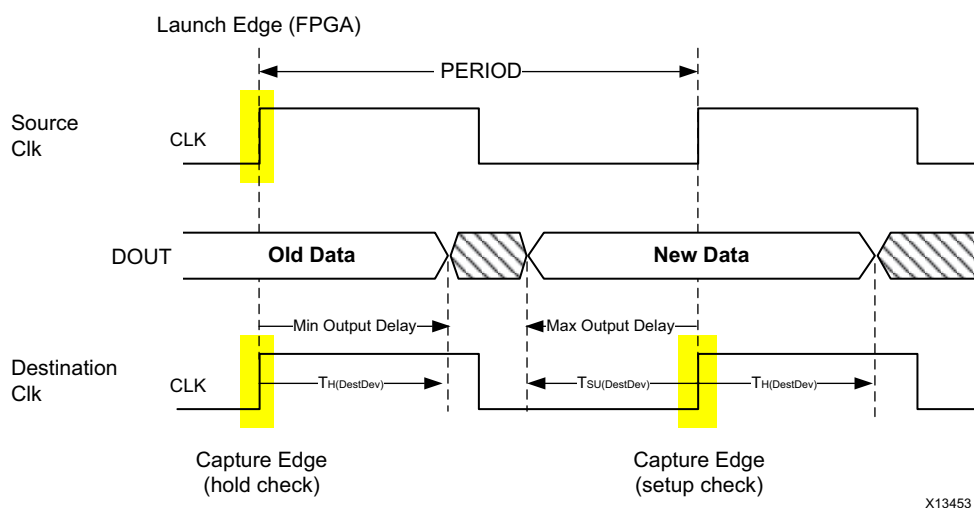 Launch Edge (FPGA)
PERIOD
Source
Clk
CLK
DOUT
Old Data
New Data
Min Output Delay
Max Output Delay
Destination
Clk
CLK
TH(DestDev)
TSU(DestDev)
TH(DestDev)
Capture Edge
(hold check)
Capture Edge
(setup check)
X13453